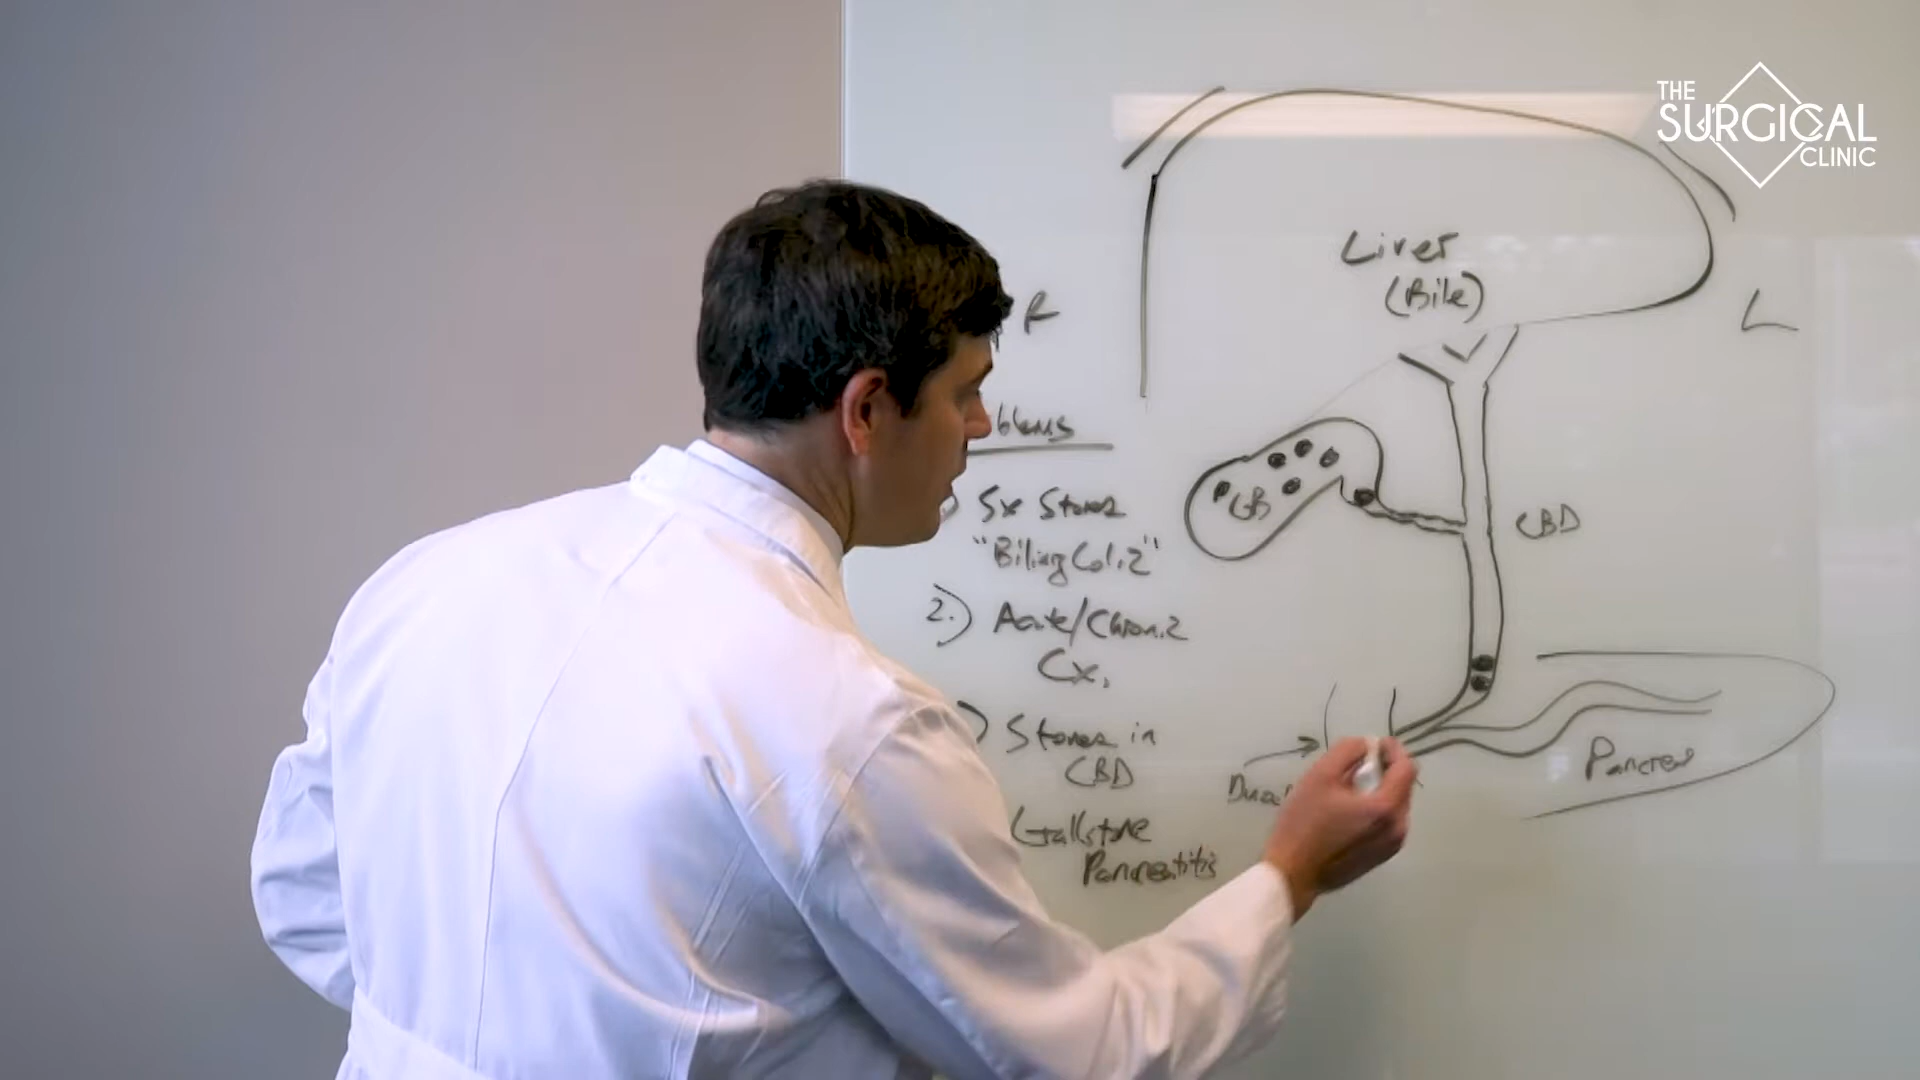 THE
SURGICAL
CLINIC
Liver
(Bile)
R
L
blems
Sx Stones
"Biliary Colic"
GB
CBD
2.) Acute/Chronic
Cx.
) Stones in
CBD
Pancreas
Gallstone
Pancreatitis